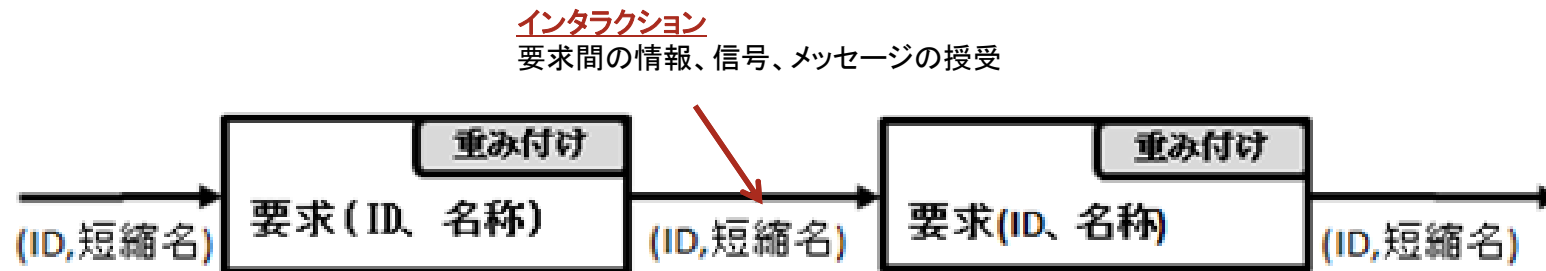 インタラクション
要求間の情報、信号、メッセージの授受
重み付け
重み付け
要求(ID、名称)
要求(ID、名称)
(ID,短縮名)
(ID,短縮名)
(ID,短縮名)